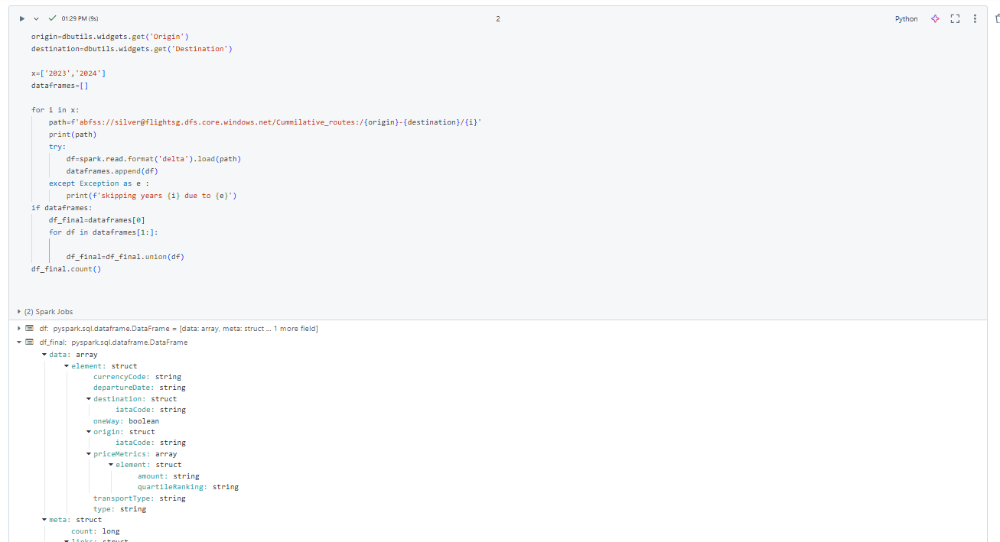 01:29 PM (9s)
2
Python
origin=dbutils.widgets.get('Origin')
destination=dbutils.widgets.get('Destination')
x=['2023','2024']
dataframes=[]
for i in x:
path=f'abfss://silver@flightsg.dfs.core.windows.net/Cummilative_routes:/{origin}-{destination}/{i}'
print(path)
try:
df=spark.read.format('delta').load(path)
dataframes.append(df)
except Exception as e :
print(f'skipping years {i} due to {e}')
if dataframes:
df_final=dataframes[0]
for df in dataframes[1:]:
df_final=df_final.union(df)
df_final.count()
(2) Spark Jobs
df: pyspark.sql.dataframe.DataFrame = [data: array, meta: struct ... 1 more field]
df_final: pyspark.sql.dataframe.DataFrame
data: array
element: struct
currencyCode: string
departureDate: string
destination: struct
iataCode: string
oneWay: boolean
origin: struct
iataCode: string
priceMetrics: array
element: struct
amount: string
quartileRanking: string
transportType: string
type: string
meta: struct
count: long
links: struct